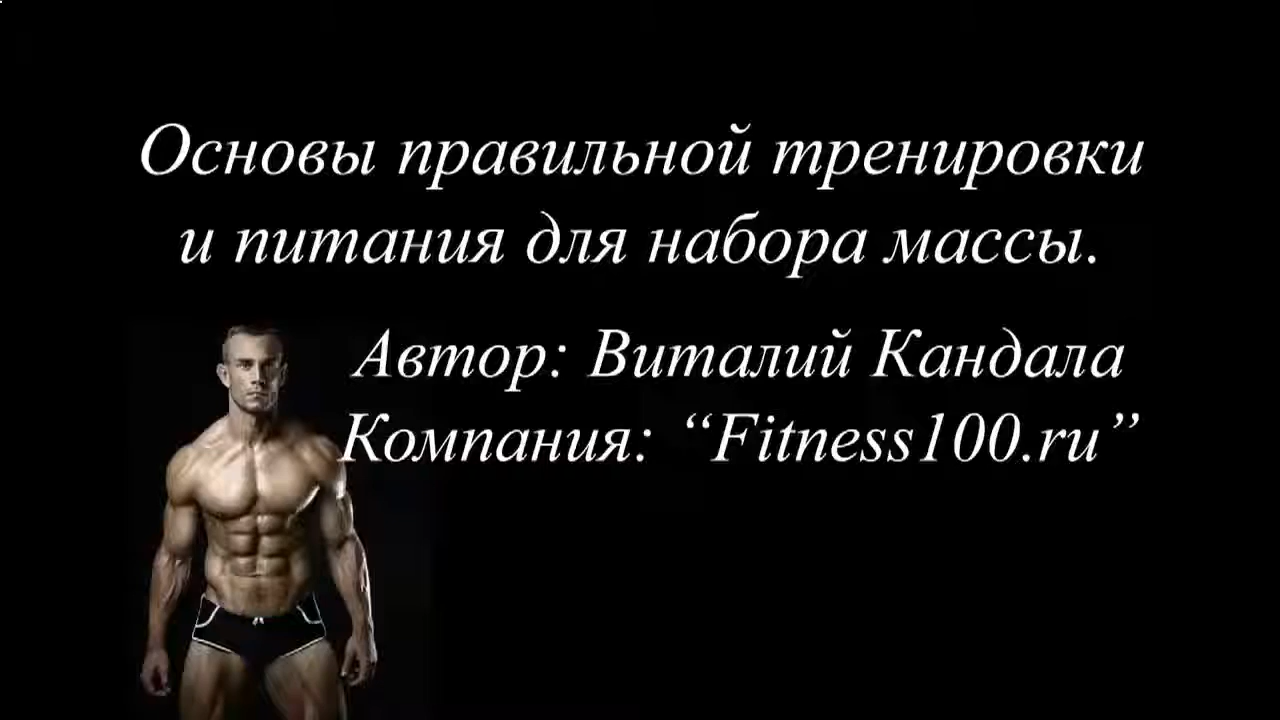 Основы правильной тренировки
и питания для набора массы.
Автор: Виталий Кандала
Компания: “Fitness100.ru”